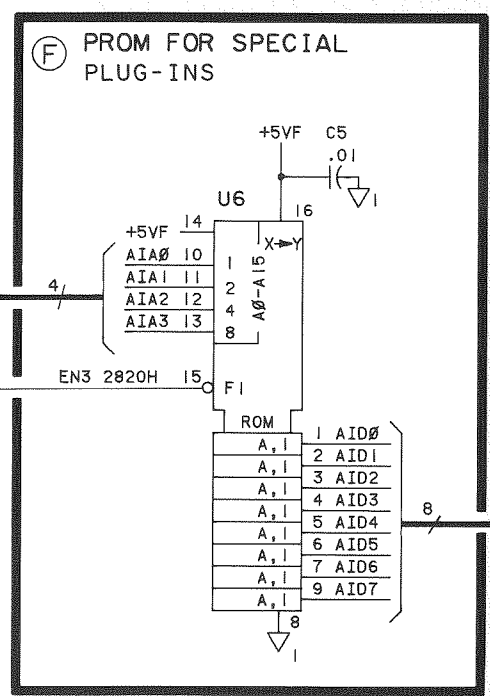 F PROM FOR SPECIAL
PLUG-INS
+5VF C5
.01
1
U6
16
+5VF 14
X→Y
AIAØ 10 1
AIA1 11 2
AIA2 12 4
AIA3 13 8
AØ-A15
4
EN3 2820H 15 F1
ROM
A,1 1 AIDØ
A,1 2 AID1
A,1 3 AID2
A,1 4 AID3
A,1 5 AID4
A,1 6 AID5
A,1 7 AID6
A,1 9 AID7
8
8
1